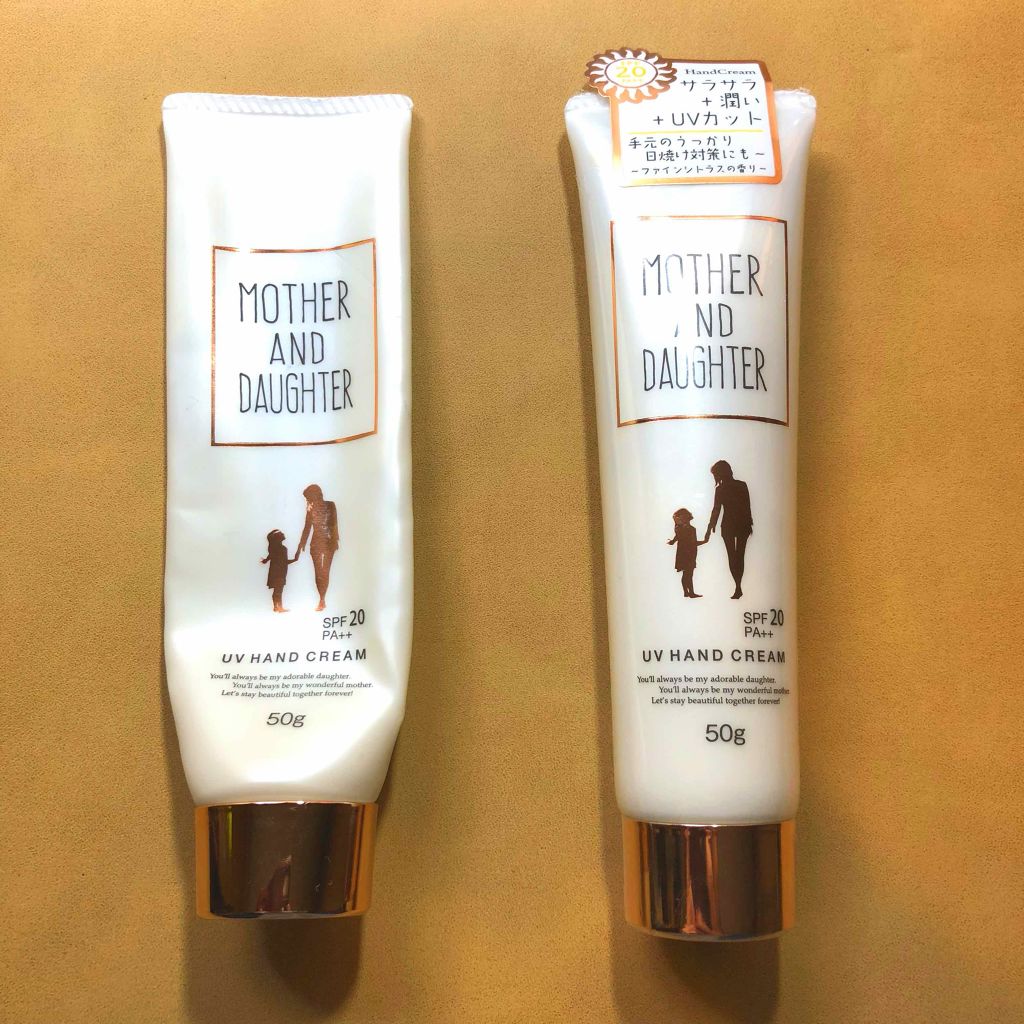 MOTHER
AND
DAUGHTER
SPF 20
PA++
UV HAND CREAM
You'll always be my adorable daughter.
You'll always be my wonderful mother.
Let's stay beautiful together forever!
50g
20
HandCream
サラサラ
+ 潤い
+ UVカット
手元のうっかり
日焼け対策にも~
~ファインシトラスの香り~
MOTHER
AND
DAUGHTER
SPF 20
PA++
UV HAND CREAM
You'll always be my adorable daughter.
You'll always be my wonderful mother
Let's stay beautiful together forever!
50g